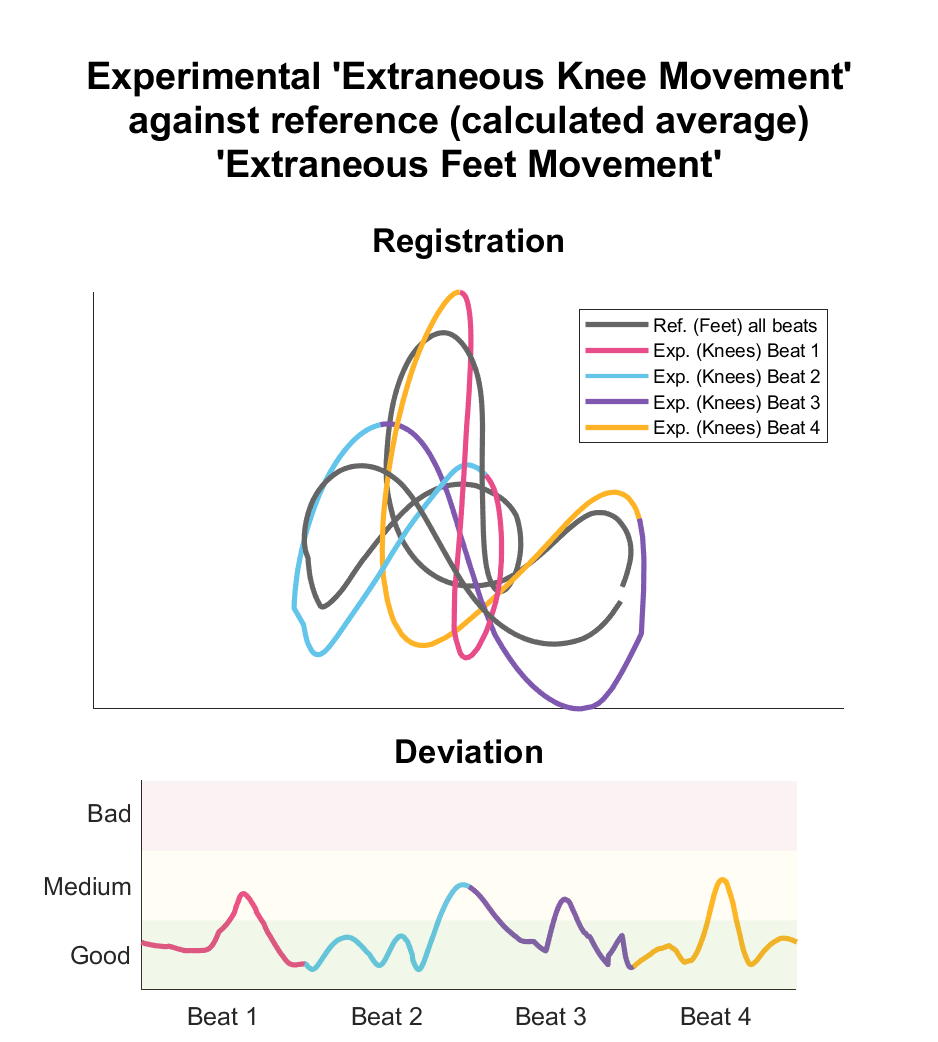 Experimental 'Extraneous Knee Movement'
against reference (calculated average)
'Extraneous Feet Movement'
Registration
Ref. (Feet) all beats
Exp. (Knees) Beat 1
Exp. (Knees) Beat 2
Exp. (Knees) Beat 3
Exp. (Knees) Beat 4
Deviation
Bad
Medium
Good
Beat 1
Beat 2
Beat 3
Beat 4